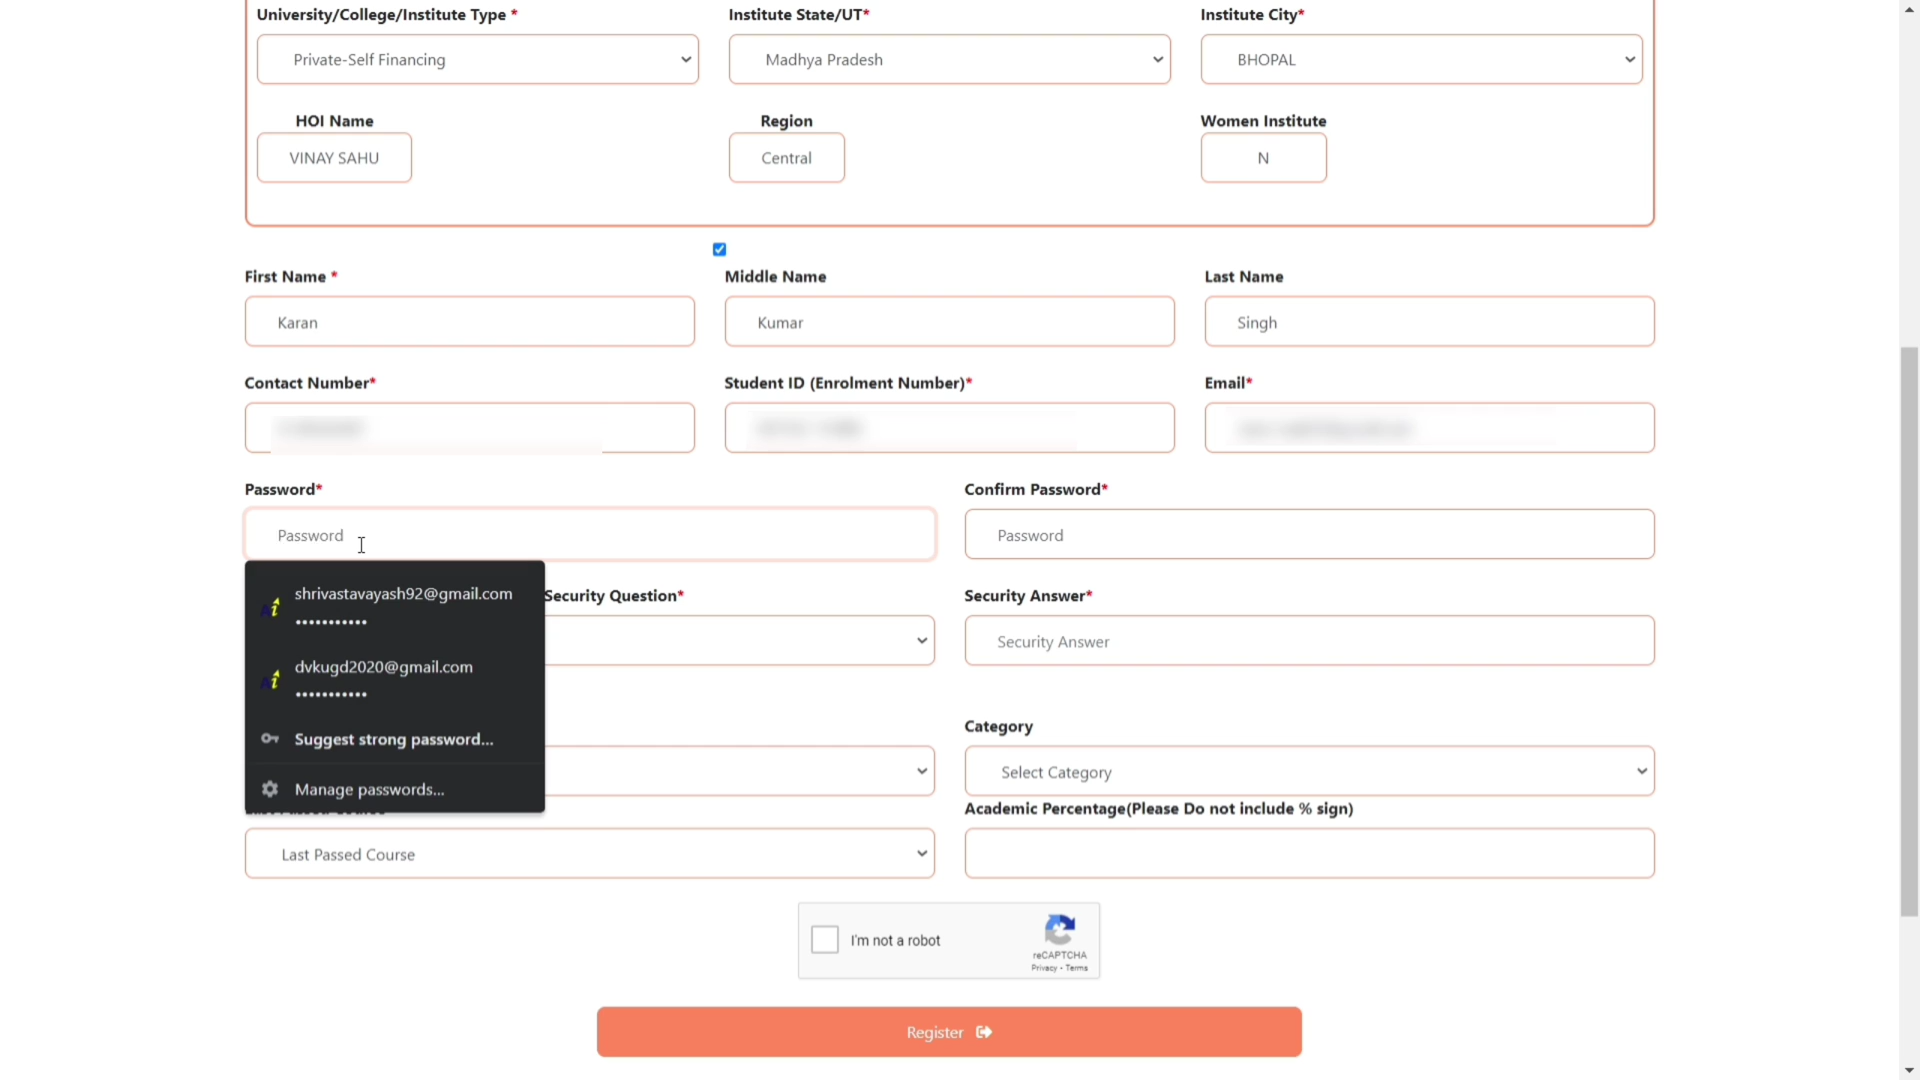 University/College/Institute Type *
Institute State/UT*
Institute City*
Private-Self Financing
Madhya Pradesh
BHOPAL
HOI Name
Region
Women Institute
VINAY SAHU
Central
N
First Name *
Middle Name
Last Name
Karan
Kumar
Singh
Contact Number*
Student ID (Enrolment Number)*
Email*
Password*
Confirm Password*
Password
Password
shrivastavayash92@gmail.com
•••••••••••
dvkugd2020@gmail.com
•••••••••••
Suggest strong password...
Manage passwords...
Security Question*
Security Answer*
Security Answer
Category
Select Category
Academic Percentage(Please Do not include % sign)
Last Passed Course
I'm not a robot
reCAPTCHA
Privacy - Terms
Register